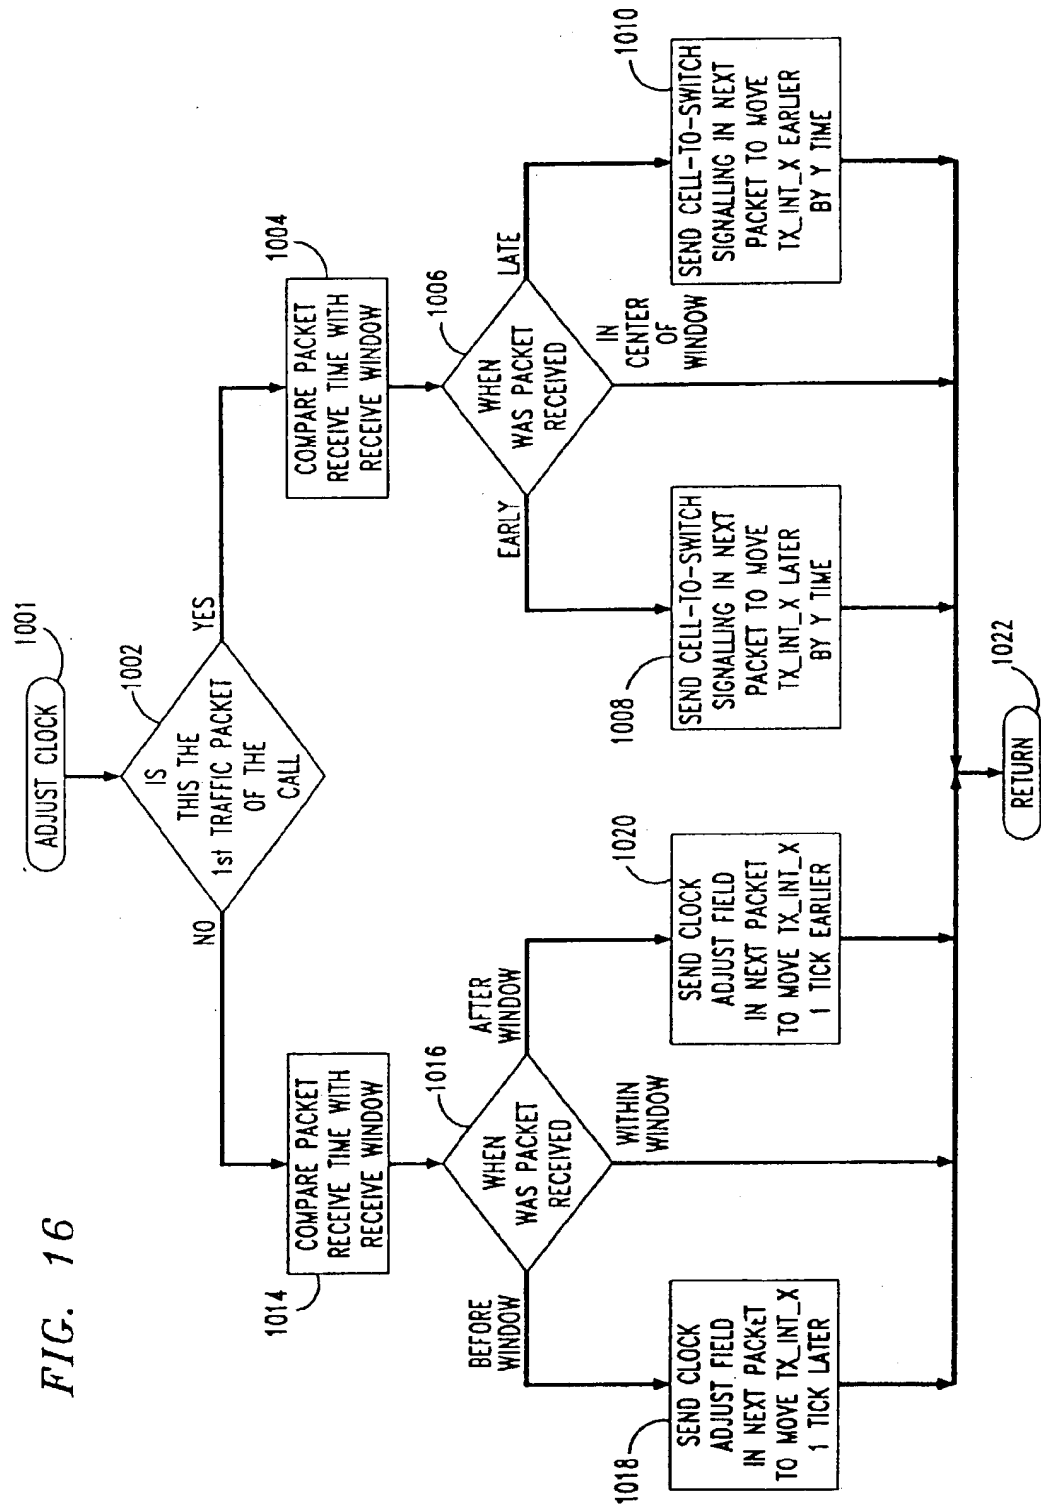 FIG. 16
ADJUST CLOCK
1001
IS
THIS THE
1st TRAFFIC PACKET
OF THE
CALL
1002
NO
YES
COMPARE PACKET
RECEIVE TIME WITH
RECEIVE WINDOW
1014
COMPARE PACKET
RECEIVE TIME WITH
RECEIVE WINDOW
1004
WHEN
WAS PACKET
RECEIVED
1016
BEFORE
WINDOW
WITHIN
WINDOW
AFTER
WINDOW
WHEN
WAS PACKET
RECEIVED
1006
EARLY
IN
CENTER
OF
WINDOW
LATE
SEND CLOCK
ADJUST FIELD
IN NEXT PACKET
TO MOVE TX_INT_X
1 TICK LATER
1018
SEND CLOCK
ADJUST FIELD
IN NEXT PACKET
TO MOVE TX_INT_X
1 TICK EARLIER
1020
SEND CELL-TO-SWITCH
SIGNALLING IN NEXT
PACKET TO MOVE
TX_INT_X LATER
BY Y TIME
1008
SEND CELL-TO-SWITCH
SIGNALLING IN NEXT
PACKET TO MOVE
TX_INT_X EARLIER
BY Y TIME
1010
RETURN
1022